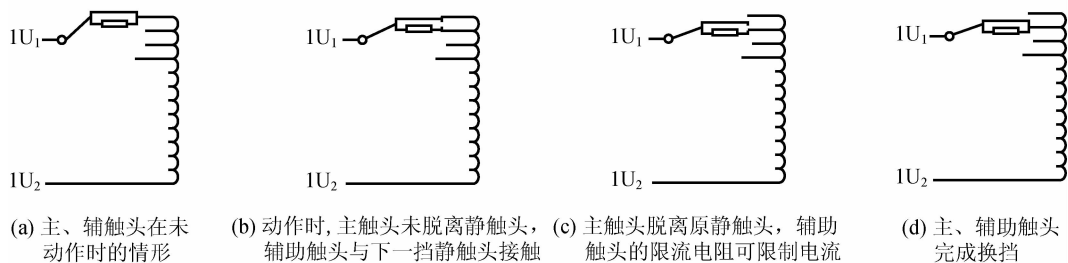 1U₁
1U₁
1U₁
1U₁
1U₂
1U₂
1U₂
1U₂
(a) 主、辅触头在未
动作时的情形
(b) 动作时,主触头未脱离静触头，
辅助触头与下一挡静触头接触
(c) 主触头脱离原静触头，辅助
触头的限流电阻可限制电流
(d) 主、辅助触头
完成换挡